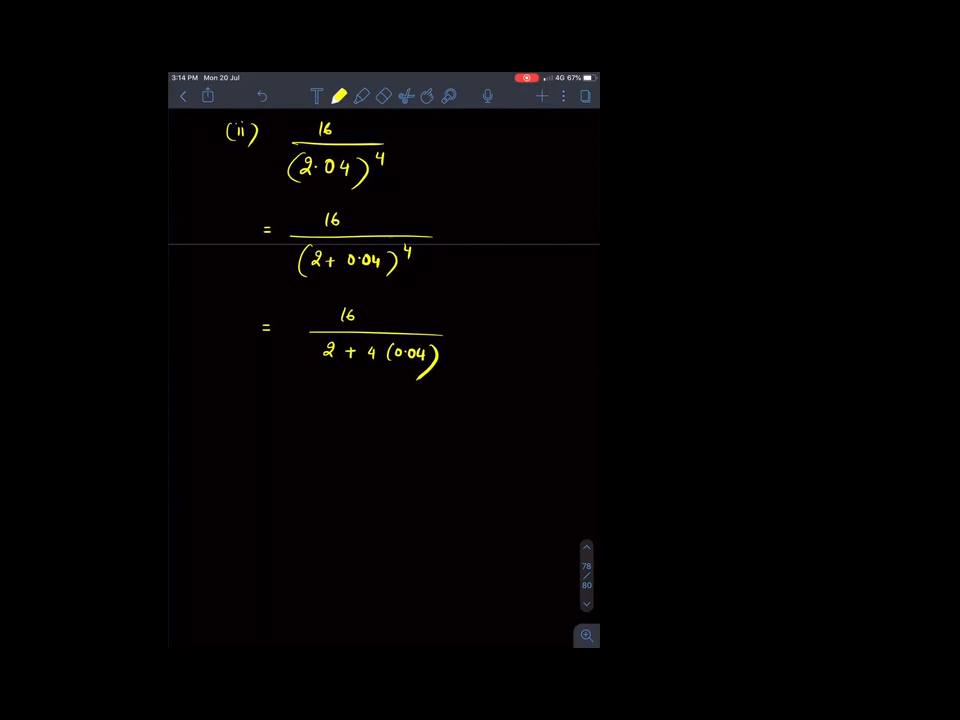 3:14 PM Mon 20 Jul 4G 67%
(ii) 16
(2.04)^4
= 16
(2 + 0.04)^4
= 16
2 + 4 (0.04)
78
/
80